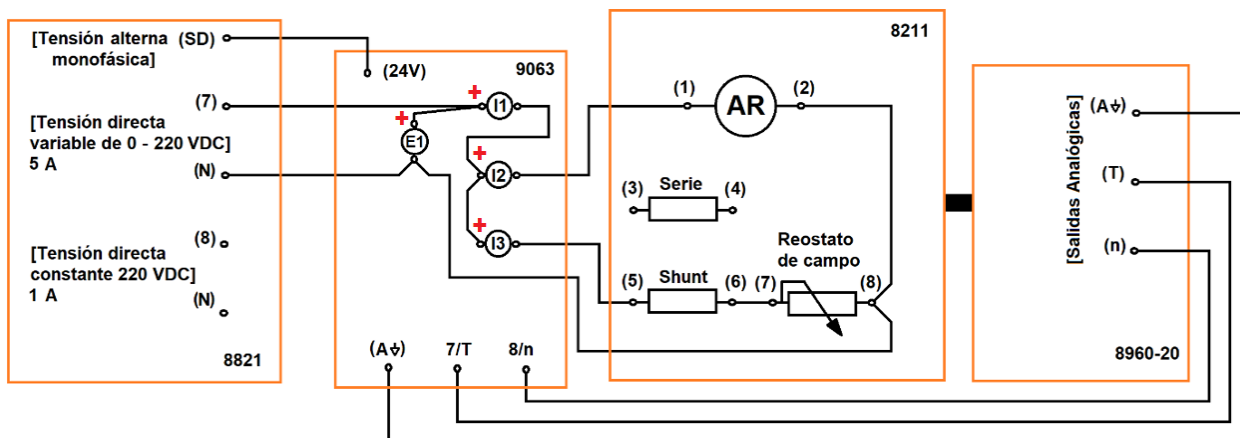 [Tensión alterna
monofásica]
(SD)
(7)
[Tensión directa
variable de 0 - 220 VDC]
5 A
(N)
(8)
[Tensión directa
constante 220 VDC]
1 A
(N)
8821
(24V)
9063
+
I1
+
E1
+
I2
+
I3
(A⏚)
7/T
8/n
8211
(1)
AR
(2)
(3)
Serie
(4)
Reostato
de campo
(5)
Shunt
(6)
(7)
(8)
[Salidas Analógicas]
(A⏚)
(T)
(n)
8960-20